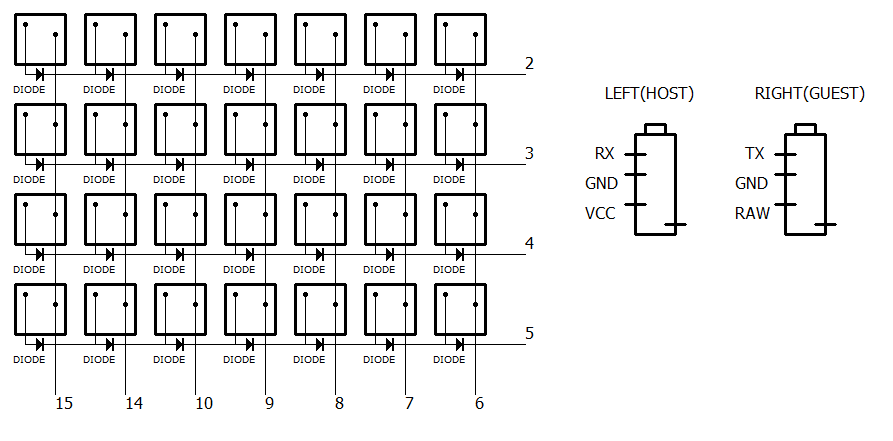 2
DIODE DIODE DIODE DIODE DIODE DIODE DIODE
3
DIODE DIODE DIODE DIODE DIODE DIODE DIODE
4
DIODE DIODE DIODE DIODE DIODE DIODE DIODE
5
DIODE DIODE DIODE DIODE DIODE DIODE DIODE
15 14 10 9 8 7 6
LEFT(HOST)
RX
GND
VCC
RIGHT(GUEST)
TX
GND
RAW